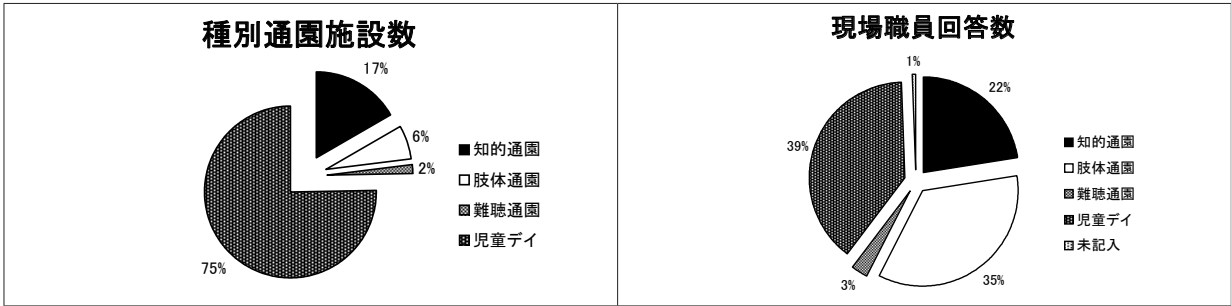 種別通園施設数
17%
6%
2%
75%
知的通園
肢体通園
難聴通園
児童デイ
現場職員回答数
1%
22%
39%
3%
35%
知的通園
肢体通園
難聴通園
児童デイ
未記入